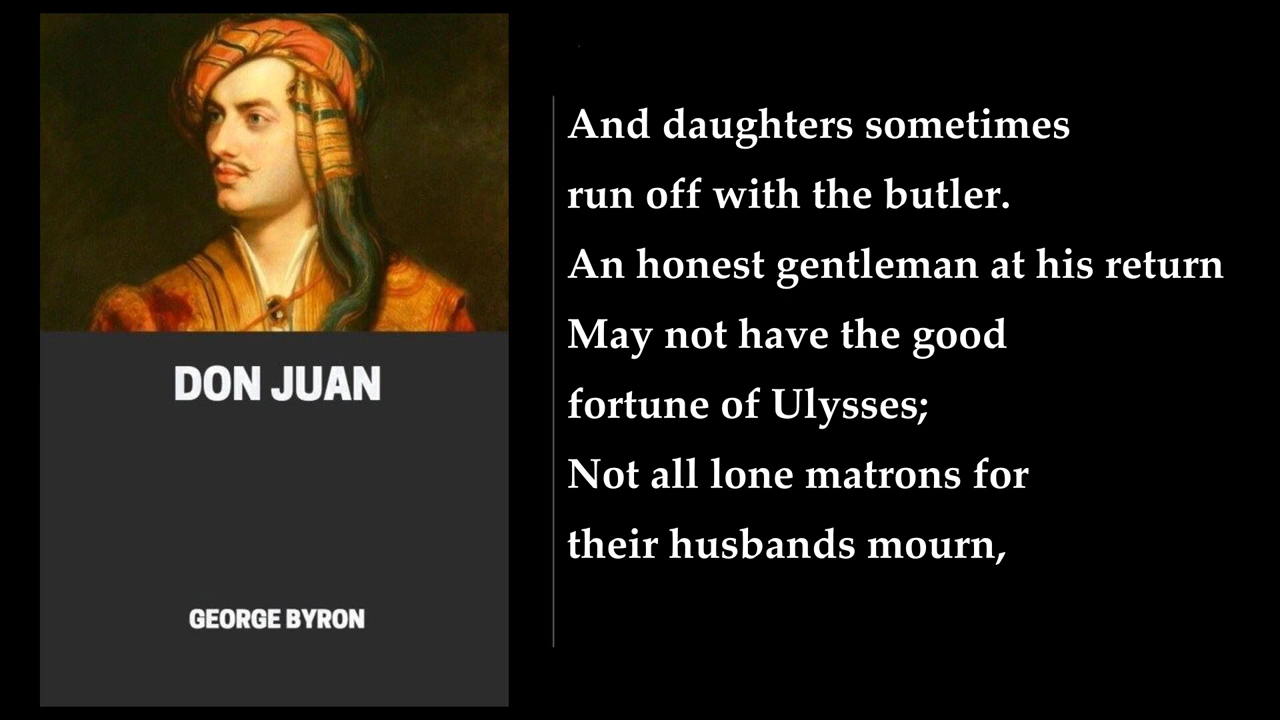 DON JUAN
GEORGE BYRON
And daughters sometimes
run off with the butler.
An honest gentleman at his return
May not have the good
fortune of Ulysses;
Not all lone matrons for
their husbands mourn,